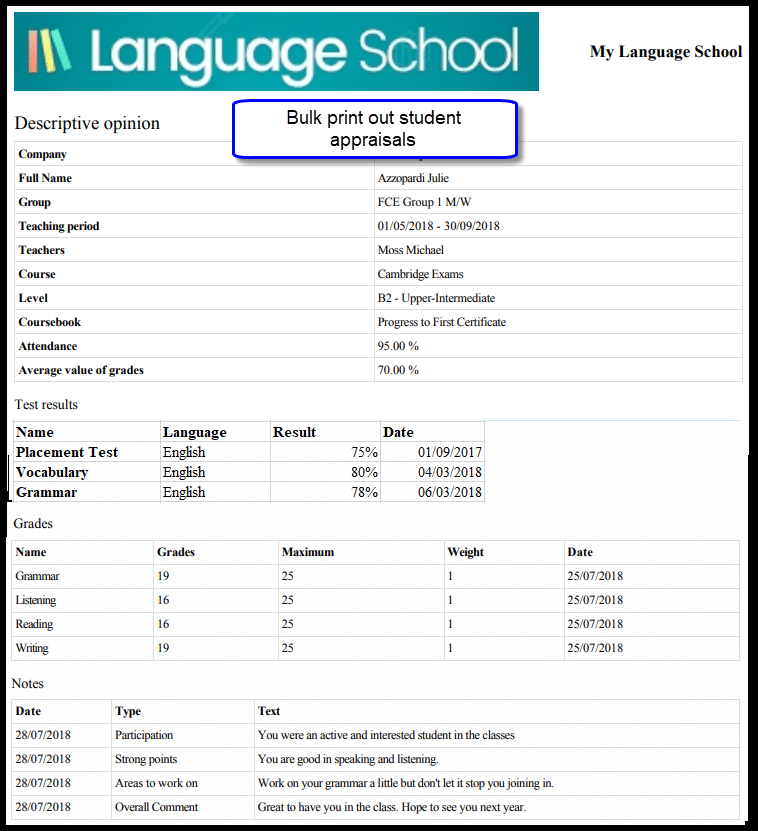 Language School
My Language School
Bulk print out student
appraisals
Descriptive opinion
Company
Full Name Azzopardi Julie
Group FCE Group 1 M/W
Teaching period 01/05/2018 - 30/09/2018
Teachers Moss Michael
Course Cambridge Exams
Level B2 - Upper-Intermediate
Coursebook Progress to First Certificate
Attendance 95.00 %
Average value of grades 70.00 %
Test results
Name Language Result Date
Placement Test English 75% 01/09/2017
Vocabulary English 80% 04/03/2018
Grammar English 78% 06/03/2018
Grades
Name Grades Maximum Weight Date
Grammar 19 25 1 25/07/2018
Listening 16 25 1 25/07/2018
Reading 16 25 1 25/07/2018
Writing 19 25 1 25/07/2018
Notes
Date Type Text
28/07/2018 Participation You were an active and interested student in the classes
28/07/2018 Strong points You are good in speaking and listening.
28/07/2018 Areas to work on Work on your grammar a little but don't let it stop you joining in.
28/07/2018 Overall Comment Great to have you in the class. Hope to see you next year.